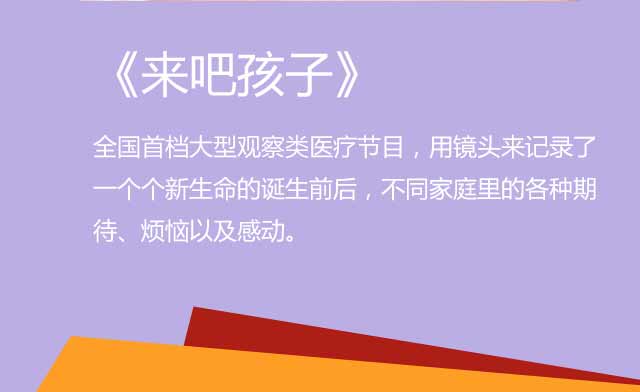 《来吧孩子》
全国首档大型观察类医疗节目，用镜头来记录了
一个个新生命的诞生前后，不同家庭里的各种期
待、烦恼以及感动。